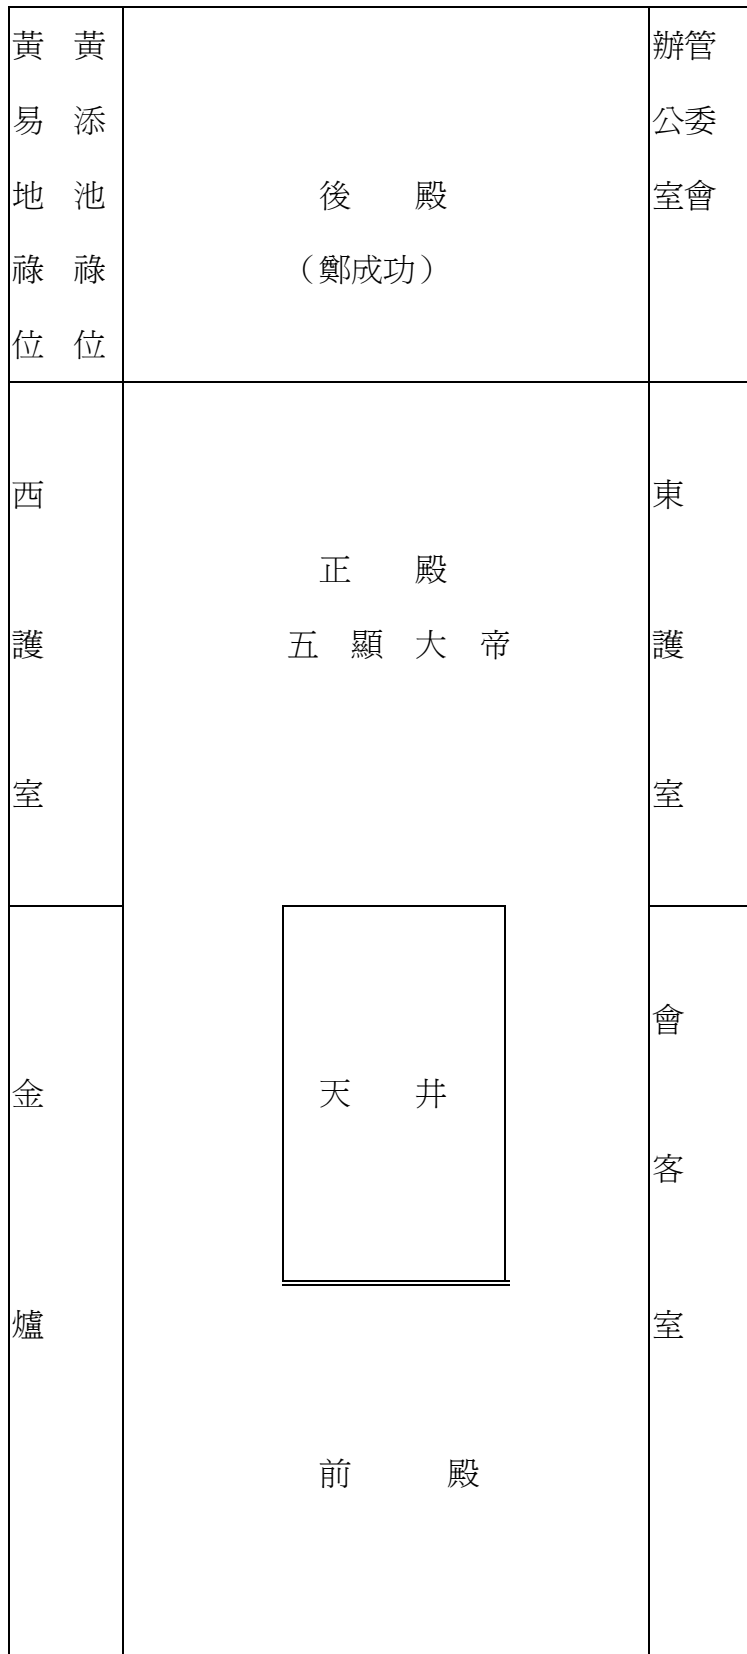 黃添池祿位
黃易地祿位
後　殿
（鄭成功）
管委會
辦公室
西護室
正　殿
五　顯　大　帝
東護室
金爐
天　井
會客室
前　殿